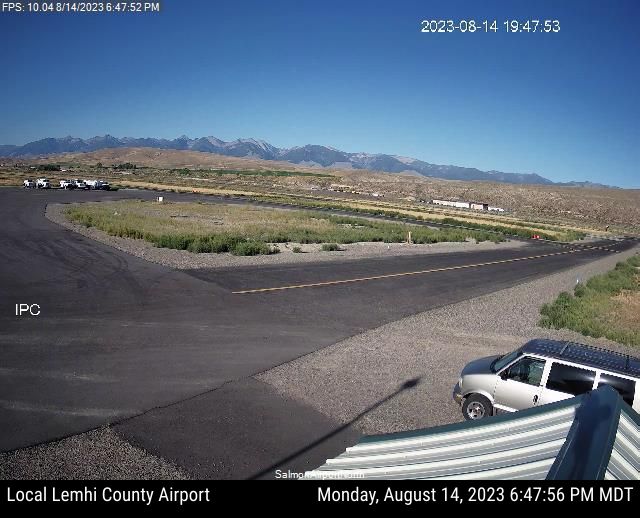 FPS: 10.04 8/14/2023 6:47:52 PM
2023-08-14 19:47:53
IPC
Local Lemhi County Airport
Monday, August 14, 2023 6:47:56 PM MDT